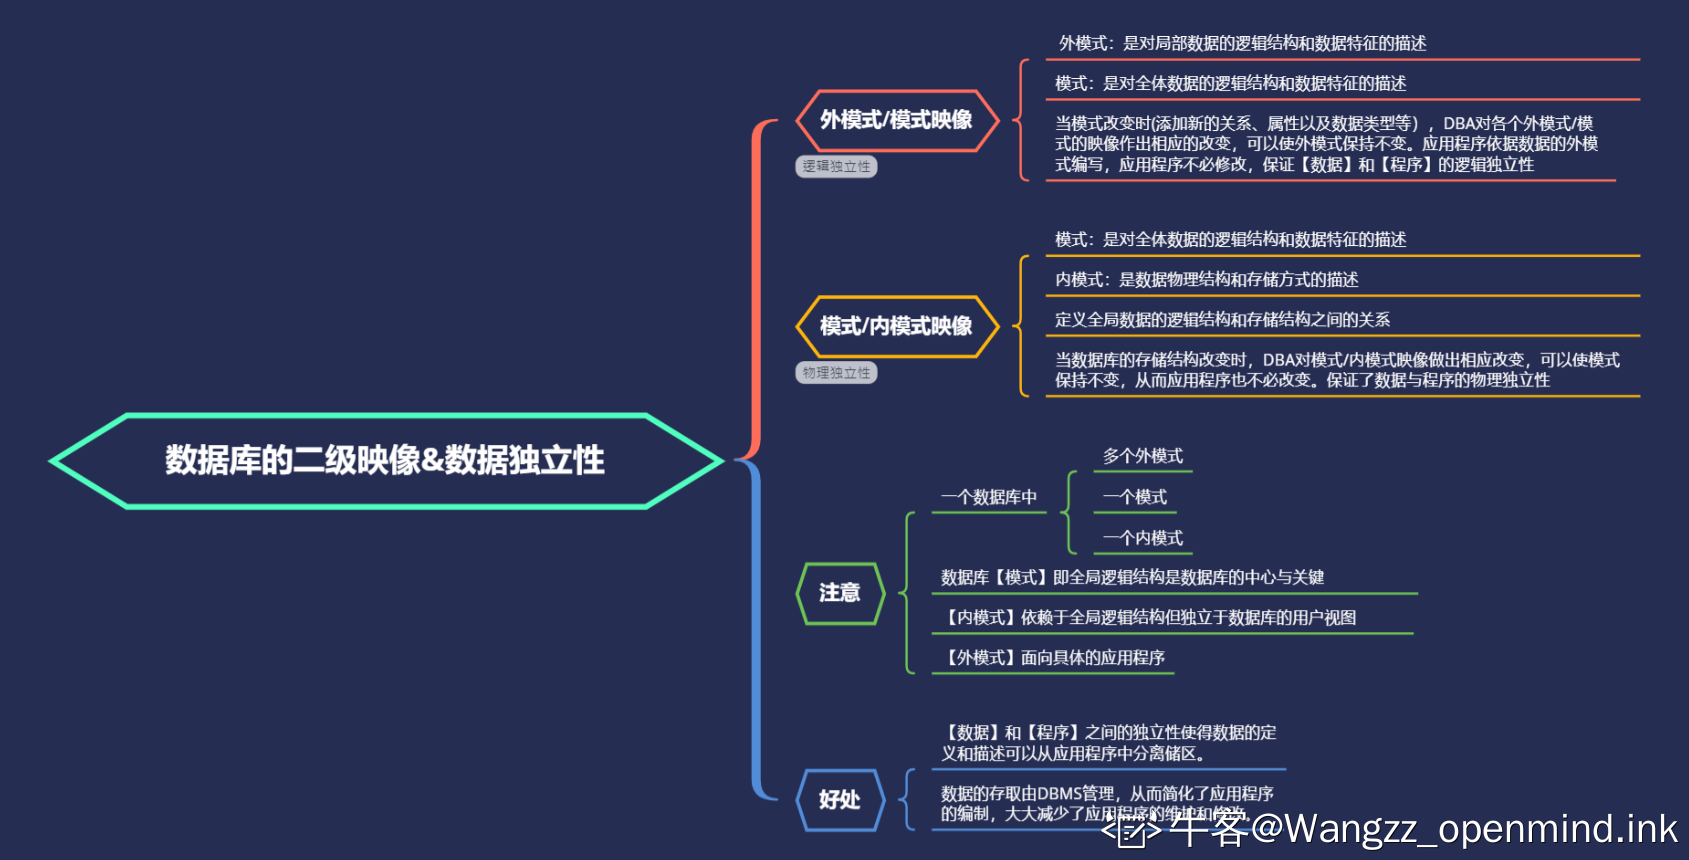 数据库的二级映像&数据独立性
外模式/模式映像
逻辑独立性
外模式：是对局部数据的逻辑结构和数据特征的描述
模式：是对全体数据的逻辑结构和数据特征的描述
当模式改变时(添加新的关系、属性以及数据类型等），DBA对各个外模式/模
式的映像作出相应的改变，可以使外模式保持不变。应用程序依据数据的外模
式编写，应用程序不必修改，保证【数据】和【程序】的逻辑独立性
模式/内模式映像
物理独立性
模式：是对全体数据的逻辑结构和数据特征的描述
内模式：是数据物理结构和存储方式的描述
定义全局数据的逻辑结构和存储结构之间的关系
当数据库的存储结构改变时，DBA对模式/内模式映像做出相应改变，可以使模式
保持不变，从而应用程序也不必改变。保证了数据与程序的物理独立性
注意
一个数据库中
多个外模式
一个模式
一个内模式
数据库【模式】即全局逻辑结构是数据库的中心与关键
【内模式】依赖于全局逻辑结构但独立于数据库的用户视图
【外模式】面向具体的应用程序
好处
【数据】和【程序】之间的独立性使得数据的定
义和描述可以从应用程序中分离储区。
数据的存取由DBMS管理，从而简化了应用程序
的编制，大大减少了应用程序的维护和修改。
牛客@Wangzz_openmind.ink